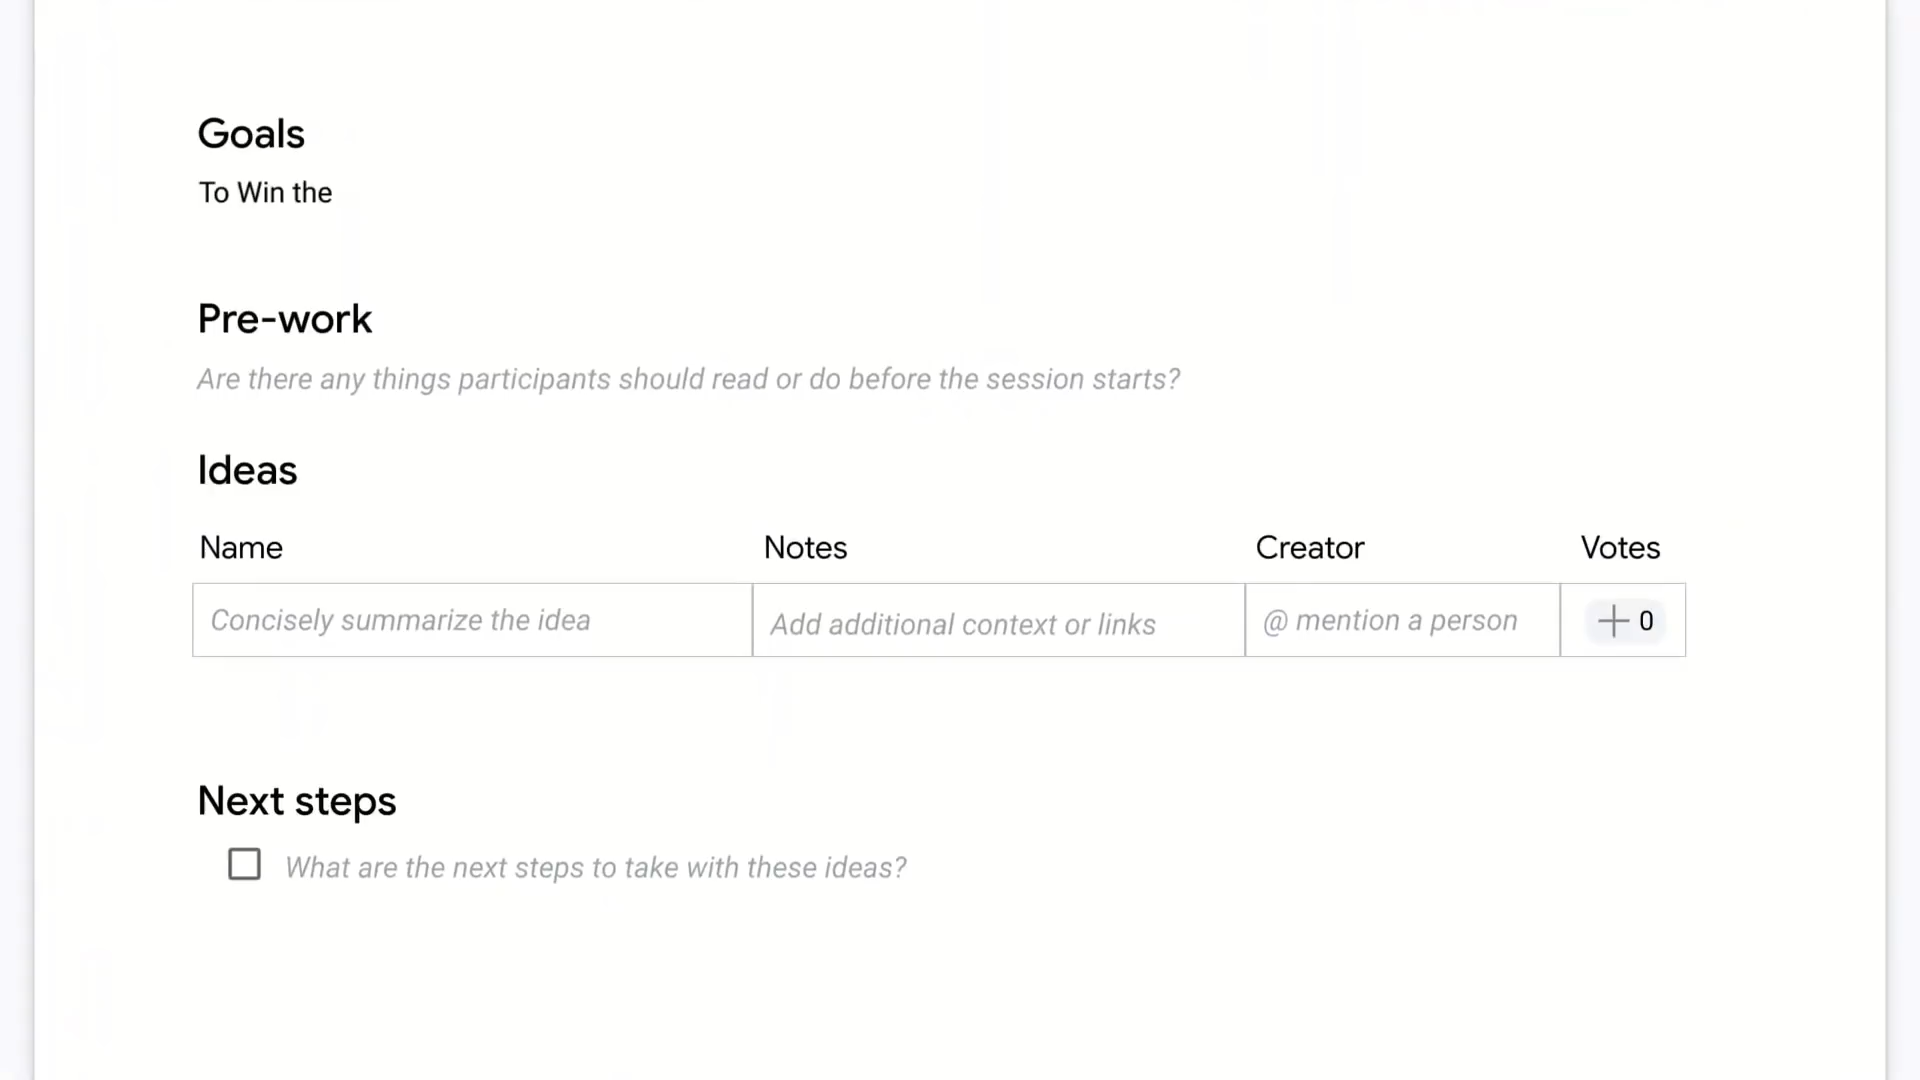 Goals
To Win the
Pre-work
Are there any things participants should read or do before the session starts?
Ideas
Name Notes Creator Votes
Concisely summarize the idea Add additional context or links @ mention a person + 0
Next steps
What are the next steps to take with these ideas?